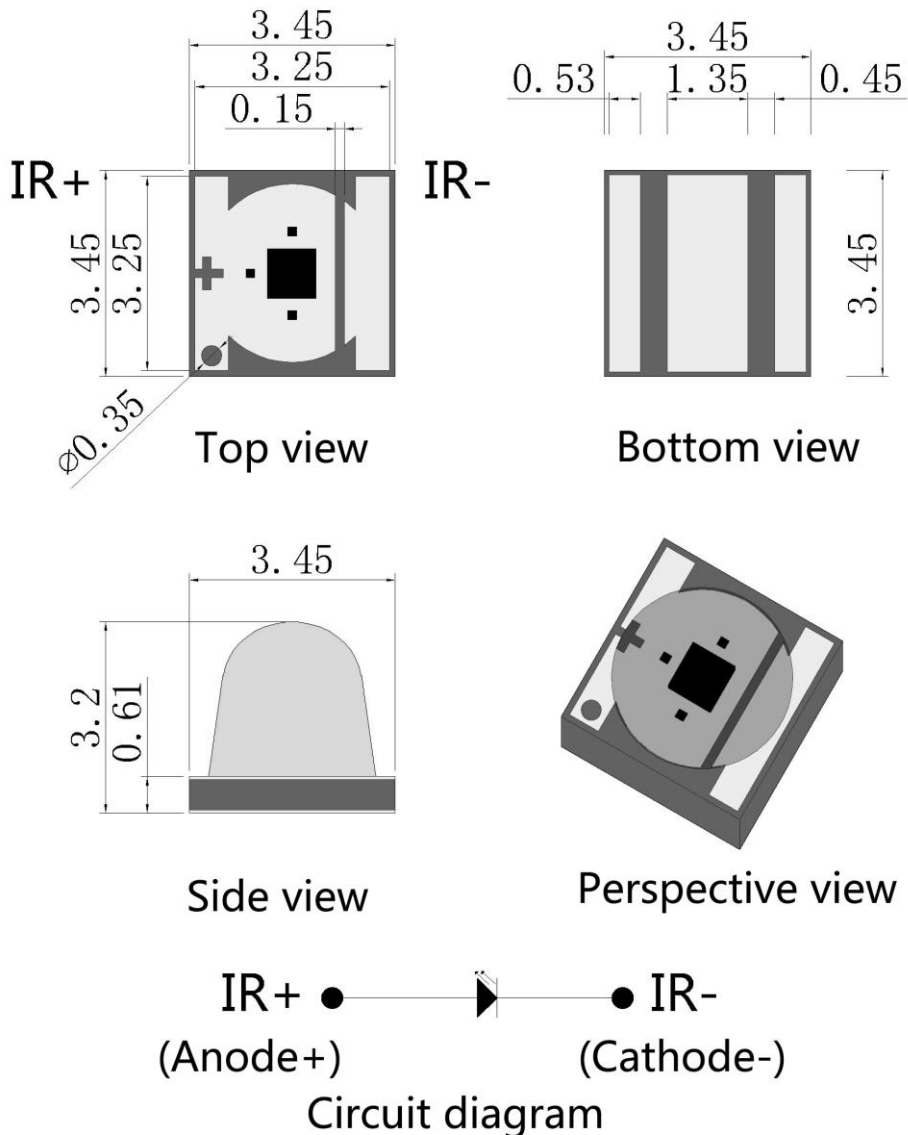 3.45
3.25
0.15
IR+
3.45
3.25
⌀0.35
Top view
3.45
0.53
1.35
0.45
IR-
3.45
Bottom view
3.45
3.2
0.61
Side view
Perspective view
IR+
IR-
(Anode+)
(Cathode-)
Circuit diagram